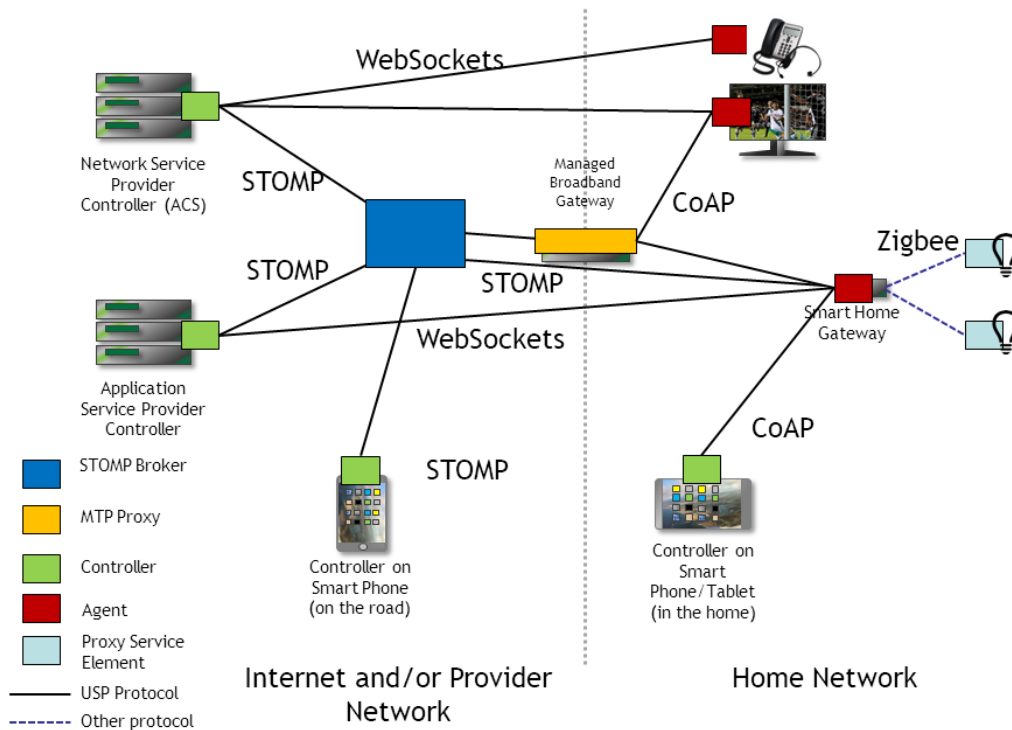 WebSockets
Network Service
Provider
Controller (ACS)
STOMP
Managed
Broadband
Gateway
CoAP
Zigbee
STOMP
STOMP
Smart Home
Gateway
WebSockets
Application
Service Provider
Controller
CoAP
STOMP
STOMP Broker
MTP Proxy
Controller
Agent
Proxy Service
Element
USP Protocol
Other protocol
Controller on
Smart Phone
(on the road)
Controller on
Smart
Phone/Tablet
(in the home)
Internet and/or Provider
Network
Home Network